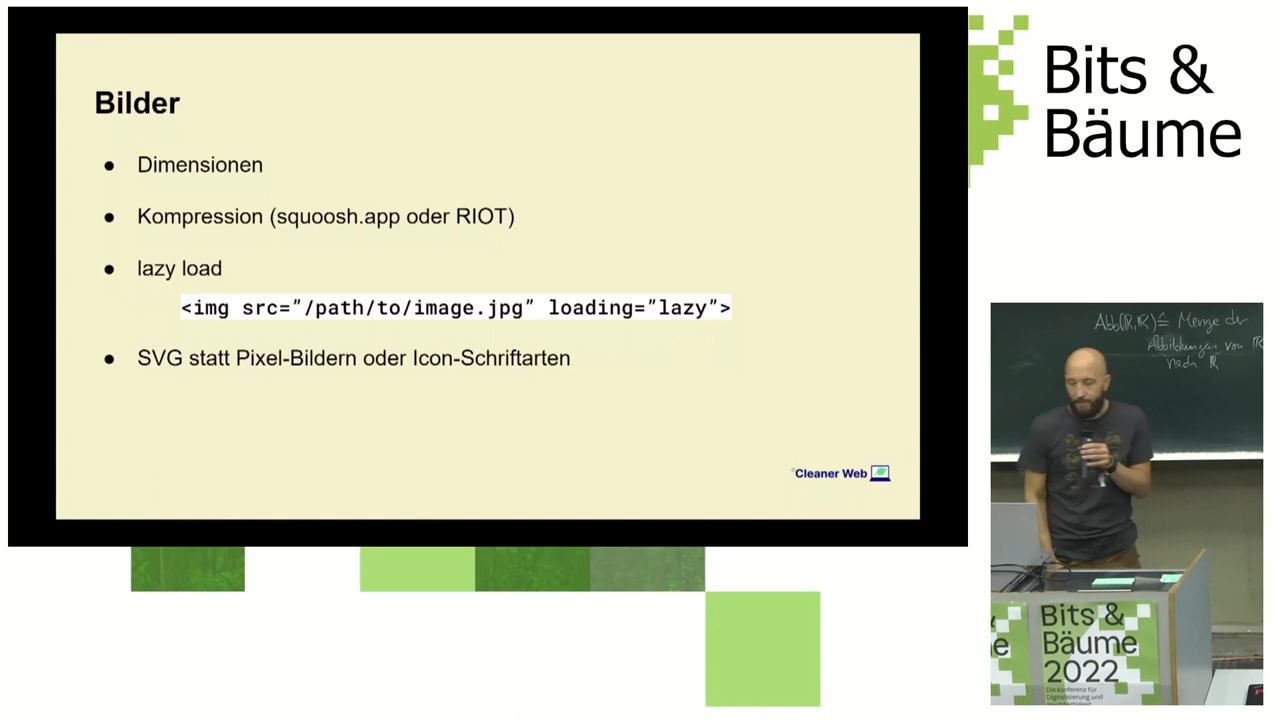 Bilder
● Dimensionen
● Kompression (squoosh.app oder RIOT)
● lazy load
<img src=”/path/to/image.jpg” loading=”lazy”>
● SVG statt Pixel-Bildern oder Icon-Schriftarten
Cleaner Web
Bits &
Bäume
Abb(ℝ,ℝ)≙ Menge der
Abbildungen von ℝ
nach ℝ
&
e
Bits &
Bäume
2022
Die Konferenz für
Digitalisierung und
Nachhaltigkeit